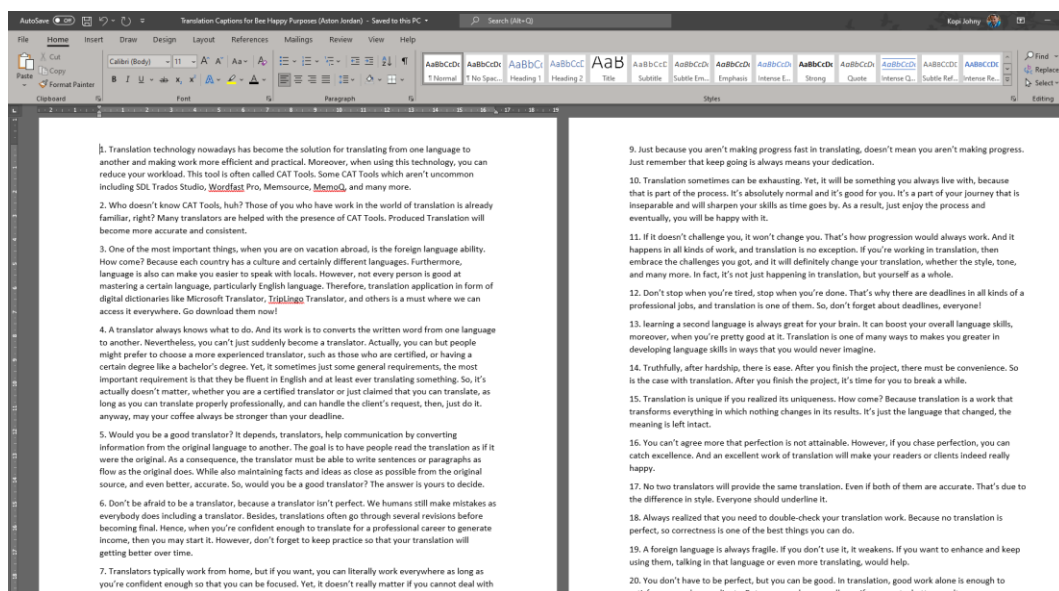 AutoSave Off
Translation Captions for Bee Happy Purposes (Aston Jordan) - Saved to this PC
Search (Alt+Q)
Kopi Johny
File Home Insert Draw Design Layout References Mailings Review View Help
Paste
Cut
Copy
Format Painter
Calibri (Body) 11
Clipboard Font Paragraph Styles Editing
AaBbCcDc AaBbCcDc AaBbCc AaBbCcC AaB AaBbCcC AaBbCcDc AaBbCcDc AaBbCcDc AaBbCcDc AaBbCcDc AaBbCcDc AABBCCDC AABBCCDC
¶ Normal ¶ No Spac... Heading 1 Heading 2 Title Subtitle Subtle Em... Emphasis Intense E... Strong Quote Intense Q... Subtle Ref... Intense Re...
Find
Replace
Select
1. Translation technology nowadays has become the solution for translating from one language to
another and making work more efficient and practical. Moreover, when using this technology, you can
reduce your workload. This tool is often called CAT Tools. Some CAT Tools which aren't uncommon
including SDL Trados Studio, Wordfast Pro, Memsource, MemoQ, and many more.
2. Who doesn't know CAT Tools, huh? Those of you who have work in the world of translation is already
familiar, right? Many translators are helped with the presence of CAT Tools. Produced Translation will
become more accurate and consistent.
3. One of the most important things, when you are on vacation abroad, is the foreign language ability.
How come? Because each country has a culture and certainly different languages. Furthermore,
language is also can make you easier to speak with locals. However, not every person is good at
mastering a certain language, particularly English language. Therefore, translation application in form of
digital dictionaries like Microsoft Translator, TripLingo Translator, and others is a must where we can
access it everywhere. Go download them now!
4. A translator always knows what to do. And its work is to converts the written word from one language
to another. Nevertheless, you can't just suddenly become a translator. Actually, you can but people
might prefer to choose a more experienced translator, such as those who are certified, or having a
certain degree like a bachelor's degree. Yet, it sometimes just some general requirements, the most
important requirement is that they be fluent in English and at least ever translating something. So, it's
actually doesn't matter, whether you are a certified translator or just claimed that you can translate, as
long as you can translate properly professionally, and can handle the client's request, then, just do it.
anyway, may your coffee always be stronger than your deadline.
5. Would you be a good translator? It depends, translators, help communication by converting
information from the original language to another. The goal is to have people read the translation as if it
were the original. As a consequence, the translator must be able to write sentences or paragraphs as
flow as the original does. While also maintaining facts and ideas as close as possible from the original
source, and even better, accurate. So, would you be a good translator? The answer is yours to decide.
6. Don't be afraid to be a translator, because a translator isn't perfect. We humans still make mistakes as
everybody does including a translator. Besides, translations often go through several revisions before
becoming final. Hence, when you're confident enough to translate for a professional career to generate
income, then you may start it. However, don't forget to keep practice so that your translation will
getting better over time.
7. Translators typically work from home, but if you want, you can literally work everywhere as long as
you're confident enough so that you can be focused. Yet, it doesn't really matter if you cannot deal with
9. Just because you aren't making progress fast in translating, doesn't mean you aren't making progress.
Just remember that keep going is always means your dedication.
10. Translation sometimes can be exhausting. Yet, it will be something you always live with, because
that is part of the process. It's absolutely normal and it's good for you. It's a part of your journey that is
inseparable and will sharpen your skills as time goes by. As a result, just enjoy the process and
eventually, you will be happy with it.
11. If it doesn't challenge you, it won't change you. That's how progression would always work. And it
happens in all kinds of work, and translation is no exception. If you're working in translation, then
embrace the challenges you got, and it will definitely change your translation, whether the style, tone,
and many more. In fact, it's not just happening in translation, but yourself as a whole.
12. Don't stop when you're tired, stop when you're done. That's why there are deadlines in all kinds of a
professional jobs, and translation is one of them. So, don't forget about deadlines, everyone!
13. learning a second language is always great for your brain. It can boost your overall language skills,
moreover, when you're pretty good at it. Translation is one of many ways to makes you greater in
developing language skills in ways that you would never imagine.
14. Truthfully, after hardship, there is ease. After you finish the project, there must be convenience. So
is the case with translation. After you finish the project, it's time for you to break a while.
15. Translation is unique if you realized its uniqueness. How come? Because translation is a work that
transforms everything in which nothing changes in its results. It's just the language that changed, the
meaning is left intact.
16. You can't agree more that perfection is not attainable. However, if you chase perfection, you can
catch excellence. And an excellent work of translation will make your readers or clients indeed really
happy.
17. No two translators will provide the same translation. Even if both of them are accurate. That's due to
the difference in style. Everyone should underline it.
18. Always realized that you need to double-check your translation work. Because no translation is
perfect, so correctness is one of the best things you can do.
19. A foreign language is always fragile. If you don't use it, it weakens. If you want to enhance and keep
using them, talking in that language or even more translating, would help.
20. You don't have to be perfect, but you can be good. In translation, good work alone is enough to